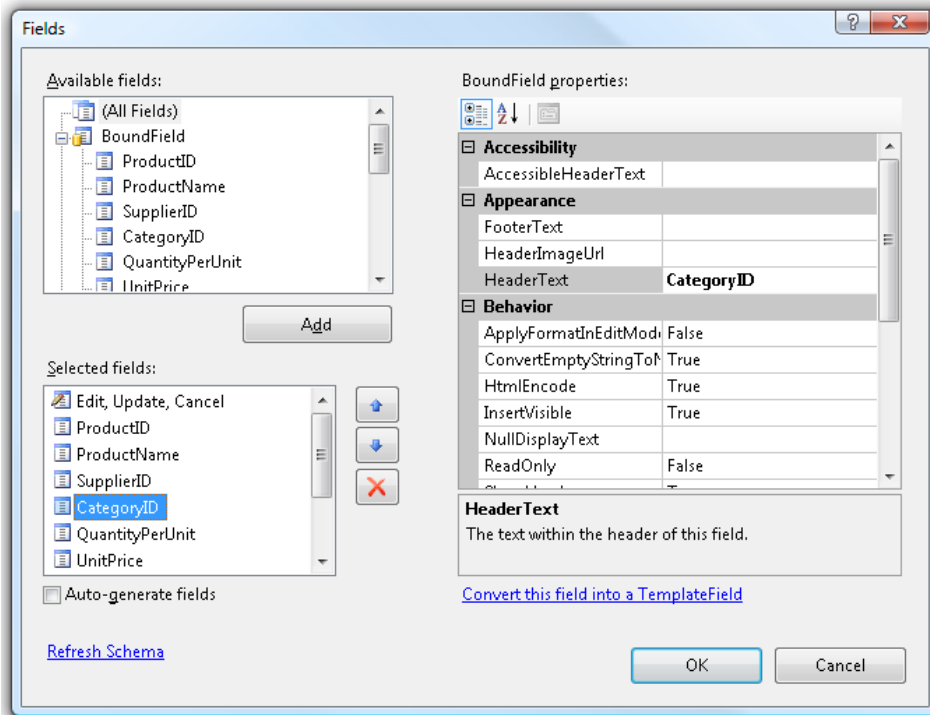 Fields
Available fields:
(All Fields)
BoundField
ProductID
ProductName
SupplierID
CategoryID
QuantityPerUnit
UnitPrice
Add
Selected fields:
Edit, Update, Cancel
ProductID
ProductName
SupplierID
CategoryID
QuantityPerUnit
UnitPrice
Auto-generate fields
Refresh Schema
BoundField properties:
Accessibility
AccessibleHeaderText
Appearance
FooterText
HeaderImageUrl
HeaderText CategoryID
Behavior
ApplyFormatInEditMod False
ConvertEmptyStringTo True
HtmlEncode True
InsertVisible True
NullDisplayText
ReadOnly False
HeaderText
The text within the header of this field.
Convert this field into a TemplateField
OK Cancel